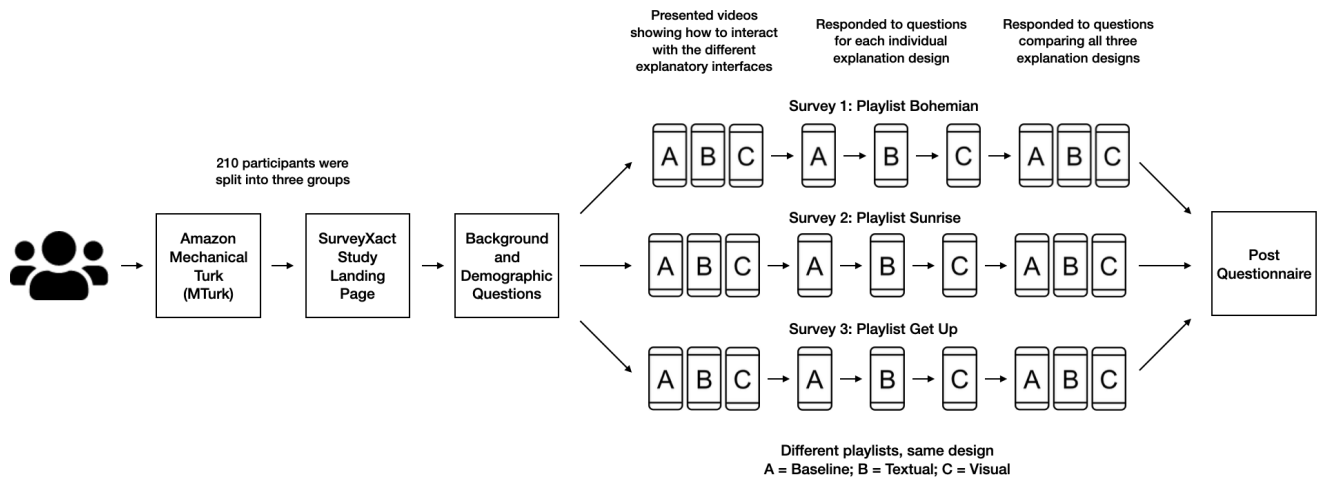 Presented videos
showing how to interact
with the different
explanatory interfaces
Responded to questions
for each individual
explanation design
Responded to questions
comparing all three
explanation designs
210 participants were
split into three groups
Amazon
Mechanical
Turk
(MTurk)
SurveyXact
Study
Landing
Page
Background
and
Demographic
Questions
Survey 1: Playlist Bohemian
A B C A B C A B C
Survey 2: Playlist Sunrise
A B C A B C A B C
Survey 3: Playlist Get Up
A B C A B C A B C
Post
Questionnaire
Different playlists, same design
A = Baseline; B = Textual; C = Visual